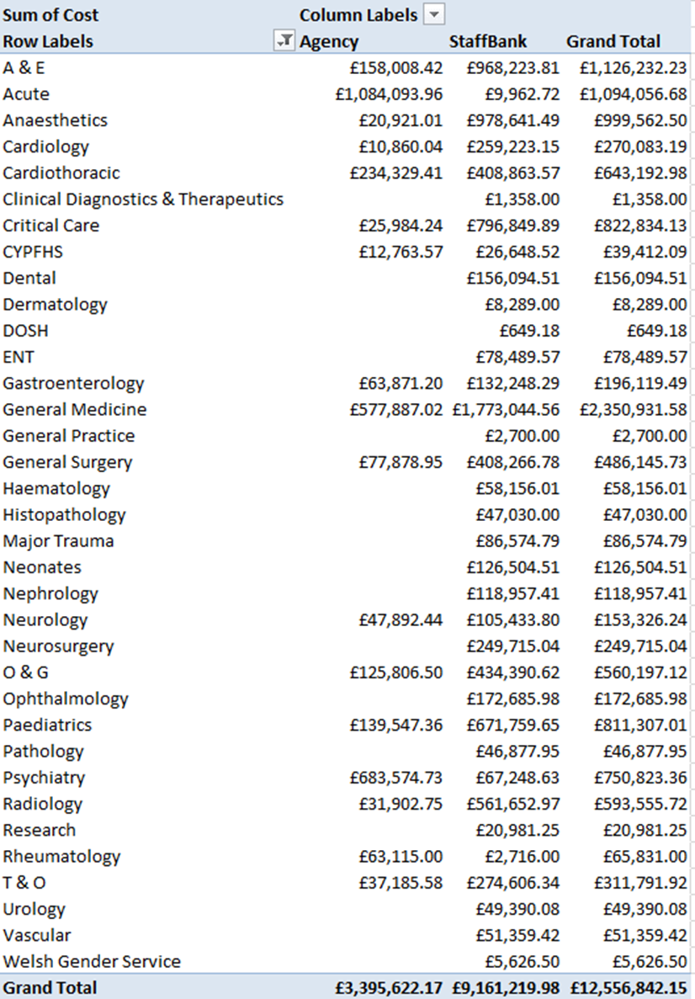 Sum of Cost Column Labels
Row Labels Agency StaffBank Grand Total
A & E £158,008.42 £968,223.81 £1,126,232.23
Acute £1,084,093.96 £9,962.72 £1,094,056.68
Anaesthetics £20,921.01 £978,641.49 £999,562.50
Cardiology £10,860.04 £259,223.15 £270,083.19
Cardiothoracic £234,329.41 £408,863.57 £643,192.98
Clinical Diagnostics & Therapeutics £1,358.00 £1,358.00
Critical Care £25,984.24 £796,849.89 £822,834.13
CYPFHS £12,763.57 £26,648.52 £39,412.09
Dental £156,094.51 £156,094.51
Dermatology £8,289.00 £8,289.00
DOSH £649.18 £649.18
ENT £78,489.57 £78,489.57
Gastroenterology £63,871.20 £132,248.29 £196,119.49
General Medicine £577,887.02 £1,773,044.56 £2,350,931.58
General Practice £2,700.00 £2,700.00
General Surgery £77,878.95 £408,266.78 £486,145.73
Haematology £58,156.01 £58,156.01
Histopathology £47,030.00 £47,030.00
Major Trauma £86,574.79 £86,574.79
Neonates £126,504.51 £126,504.51
Nephrology £118,957.41 £118,957.41
Neurology £47,892.44 £105,433.80 £153,326.24
Neurosurgery £249,715.04 £249,715.04
O & G £125,806.50 £434,390.62 £560,197.12
Ophthalmology £172,685.98 £172,685.98
Paediatrics £139,547.36 £671,759.65 £811,307.01
Pathology £46,877.95 £46,877.95
Psychiatry £683,574.73 £67,248.63 £750,823.36
Radiology £31,902.75 £561,652.97 £593,555.72
Research £20,981.25 £20,981.25
Rheumatology £63,115.00 £2,716.00 £65,831.00
T & O £37,185.58 £274,606.34 £311,791.92
Urology £49,390.08 £49,390.08
Vascular £51,359.42 £51,359.42
Welsh Gender Service £5,626.50 £5,626.50
Grand Total £3,395,622.17 £9,161,219.98 £12,556,842.15